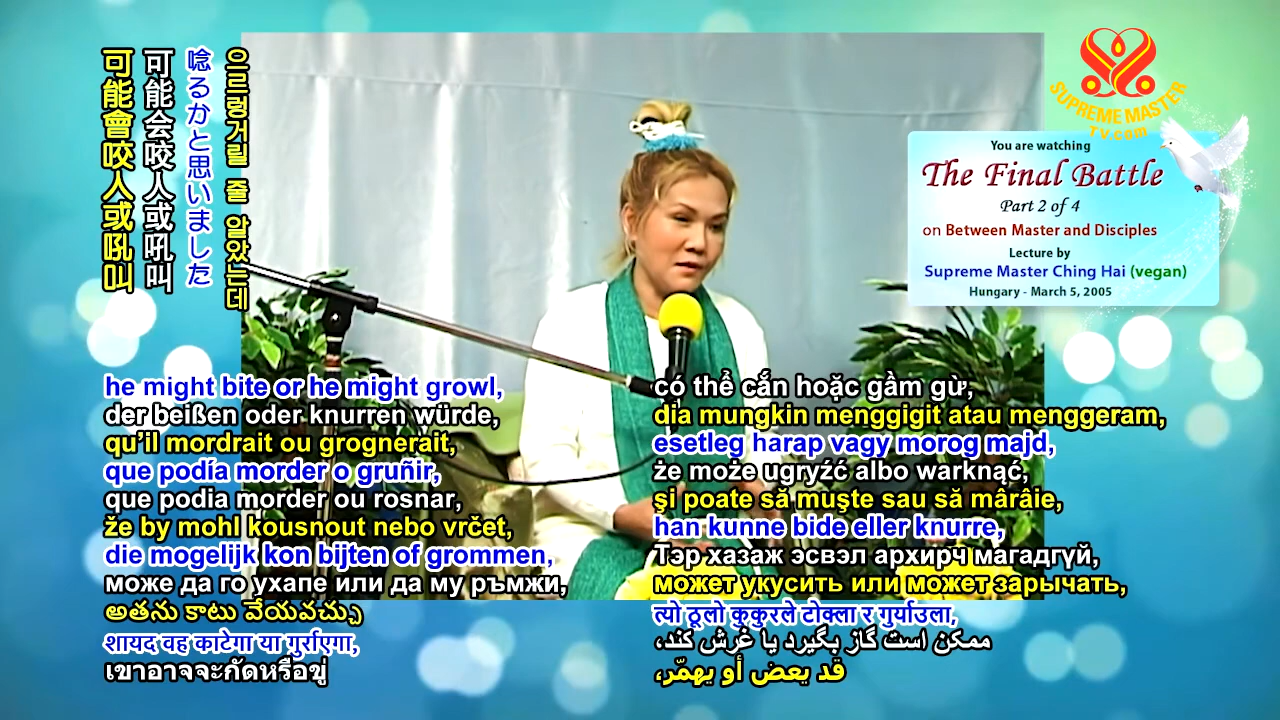 可能會咬人或吼叫
可能会咬人或吼叫
唸るかと思いました
으르렁거릴 줄 알았는데
SUPREME MASTER
TV.com
You are watching
The Final Battle
Part 2 of 4
on Between Master and Disciples
Lecture by
Supreme Master Ching Hai (vegan)
Hungary - March 5, 2005
he might bite or he might growl,
der beißen oder knurren würde,
qu’il mordrait ou grognerait,
que podía morder o gruñir,
que podia morder ou rosnar,
že by mohl kousnout nebo vrčet,
die mogelijk kon bijten of grommen,
може да го ухапе или да му ръмжи,
అతను కాటు వేయవచ్చు
शायद वह काटेगा या गुर्राएगा,
เขาอาจจะกัดหรือขู่
có thể cắn hoặc gầm gừ,
dia mungkin menggigit atau menggeram,
esetleg harap vagy morog majd,
że może ugryźć albo warknąć,
şi poate să muşte sau să mârâie,
han kunne bide eller knurre,
Тэр хазаж эсвэл архирч магадгүй,
может укусить или может зарычать,
त्यो ठूलो कुकुरले टोक्ला र गुर्याउला,
ممکن است گاز بگیرد یا غرش کند،
قد يعض أو يهمّر،